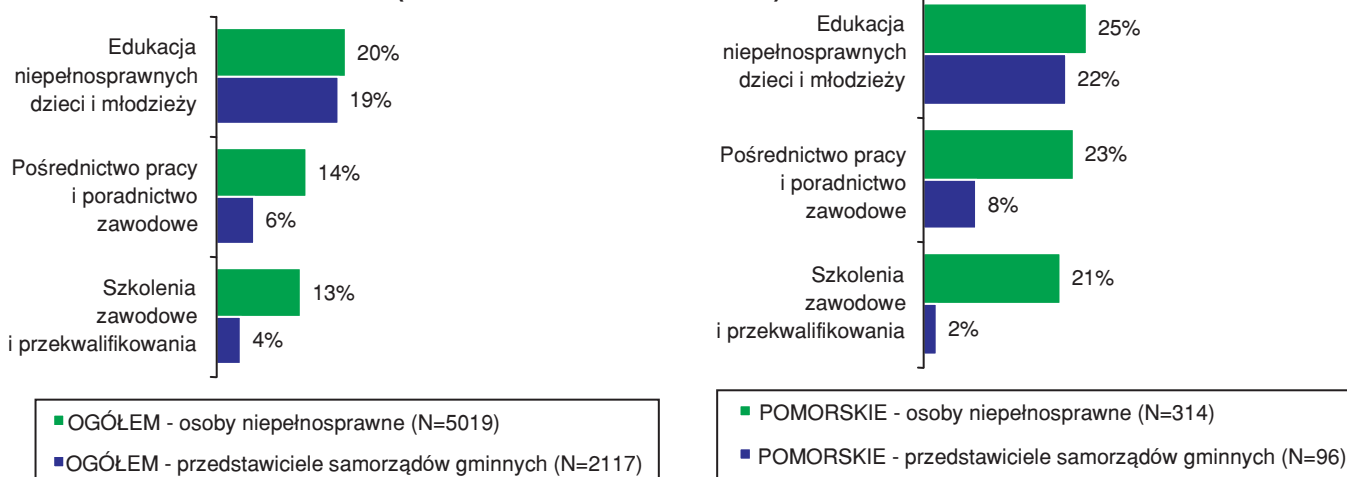 Edukacja
niepełnosprawnych
dzieci i młodzieży
20%
19%
Pośrednictwo pracy
i poradnictwo
zawodowe
14%
6%
Szkolenia
zawodowe
i przekwalifikowania
13%
4%
OGÓŁEM - osoby niepełnosprawne (N=5019)
OGÓŁEM - przedstawiciele samorządów gminnych (N=2117)
Edukacja
niepełnosprawnych
dzieci i młodzieży
25%
22%
Pośrednictwo pracy
i poradnictwo
zawodowe
23%
8%
Szkolenia
zawodowe
i przekwalifikowania
21%
2%
POMORSKIE - osoby niepełnosprawne (N=314)
POMORSKIE - przedstawiciele samorządów gminnych (N=96)